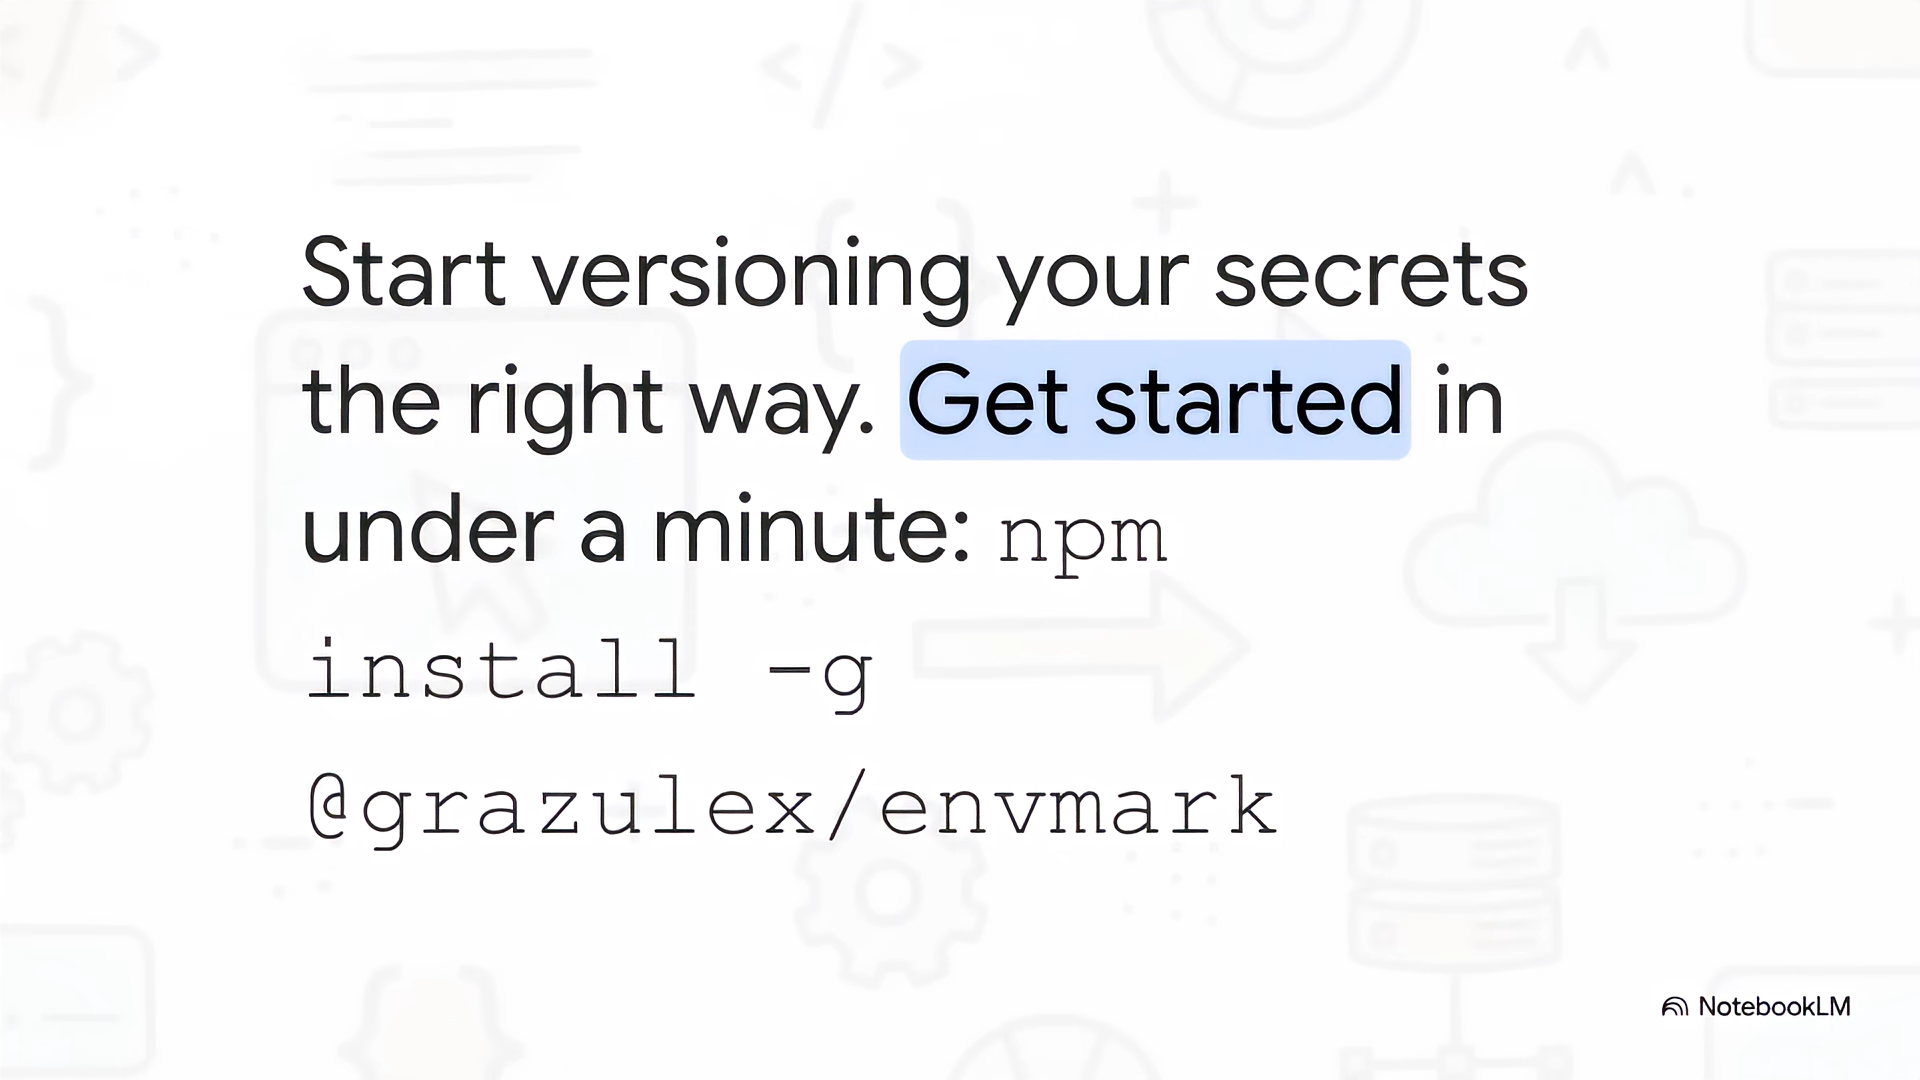 Start versioning your secrets
the right way. Get started in
under a minute: npm
install -g
@grazulex/envmark
NotebookLM